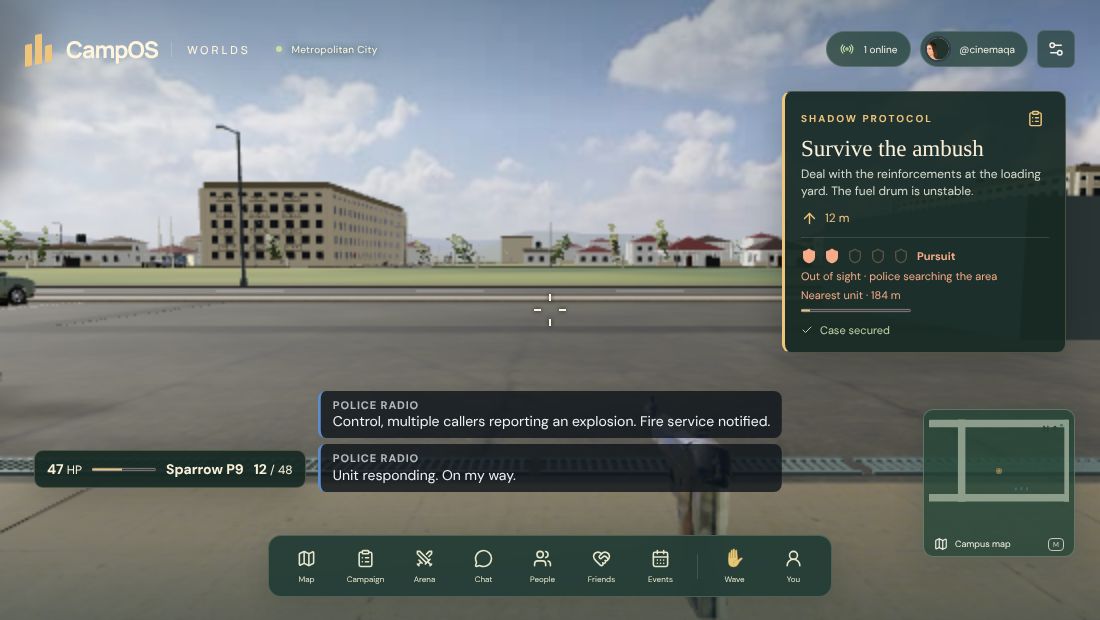 CampOS
WORLDS
Metropolitan City
1 online
@cinemaqa
SHADOW PROTOCOL
Survive the ambush
Deal with the reinforcements at the loading
yard. The fuel drum is unstable.
12 m
Pursuit
Out of sight · police searching the area
Nearest unit · 184 m
Case secured
POLICE RADIO
Control, multiple callers reporting an explosion. Fire service notified.
POLICE RADIO
Unit responding. On my way.
47 HP
Sparrow P9 12 / 48
Campus map
M
Map
Campaign
Arena
Chat
People
Friends
Events
Wave
You